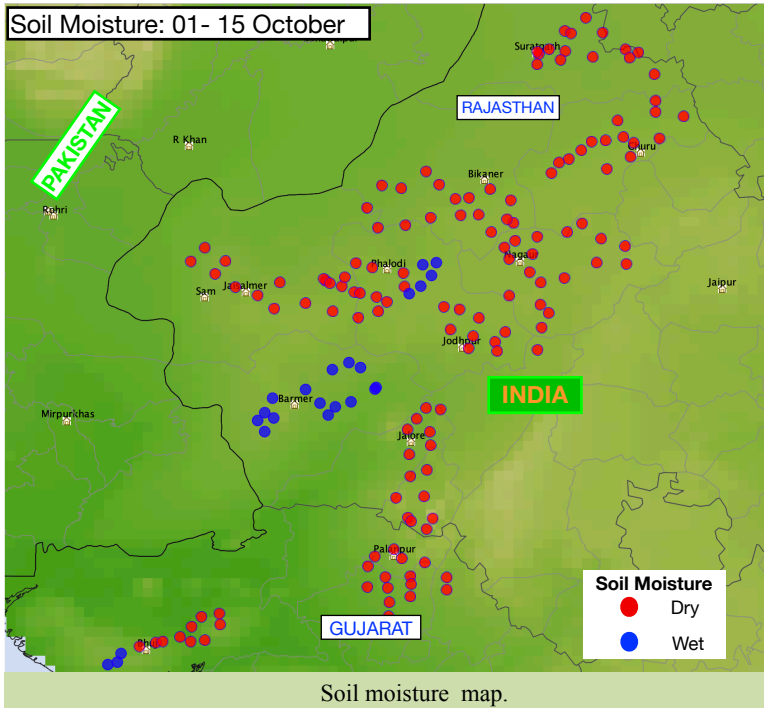 Soil Moisture: 01- 15 October
Suratgarh
RAJASTHAN
PAKISTAN
R Khan
Churu
Bikaner
Rohri
Phalodi
Nagaur
Sam
Jaisalmer
Jaipur
Jodhpur
INDIA
Barmer
Mirpurkhas
Jalore
Palanpur
Soil Moisture
Dry
Wet
GUJARAT
Bhuj
Soil moisture map.